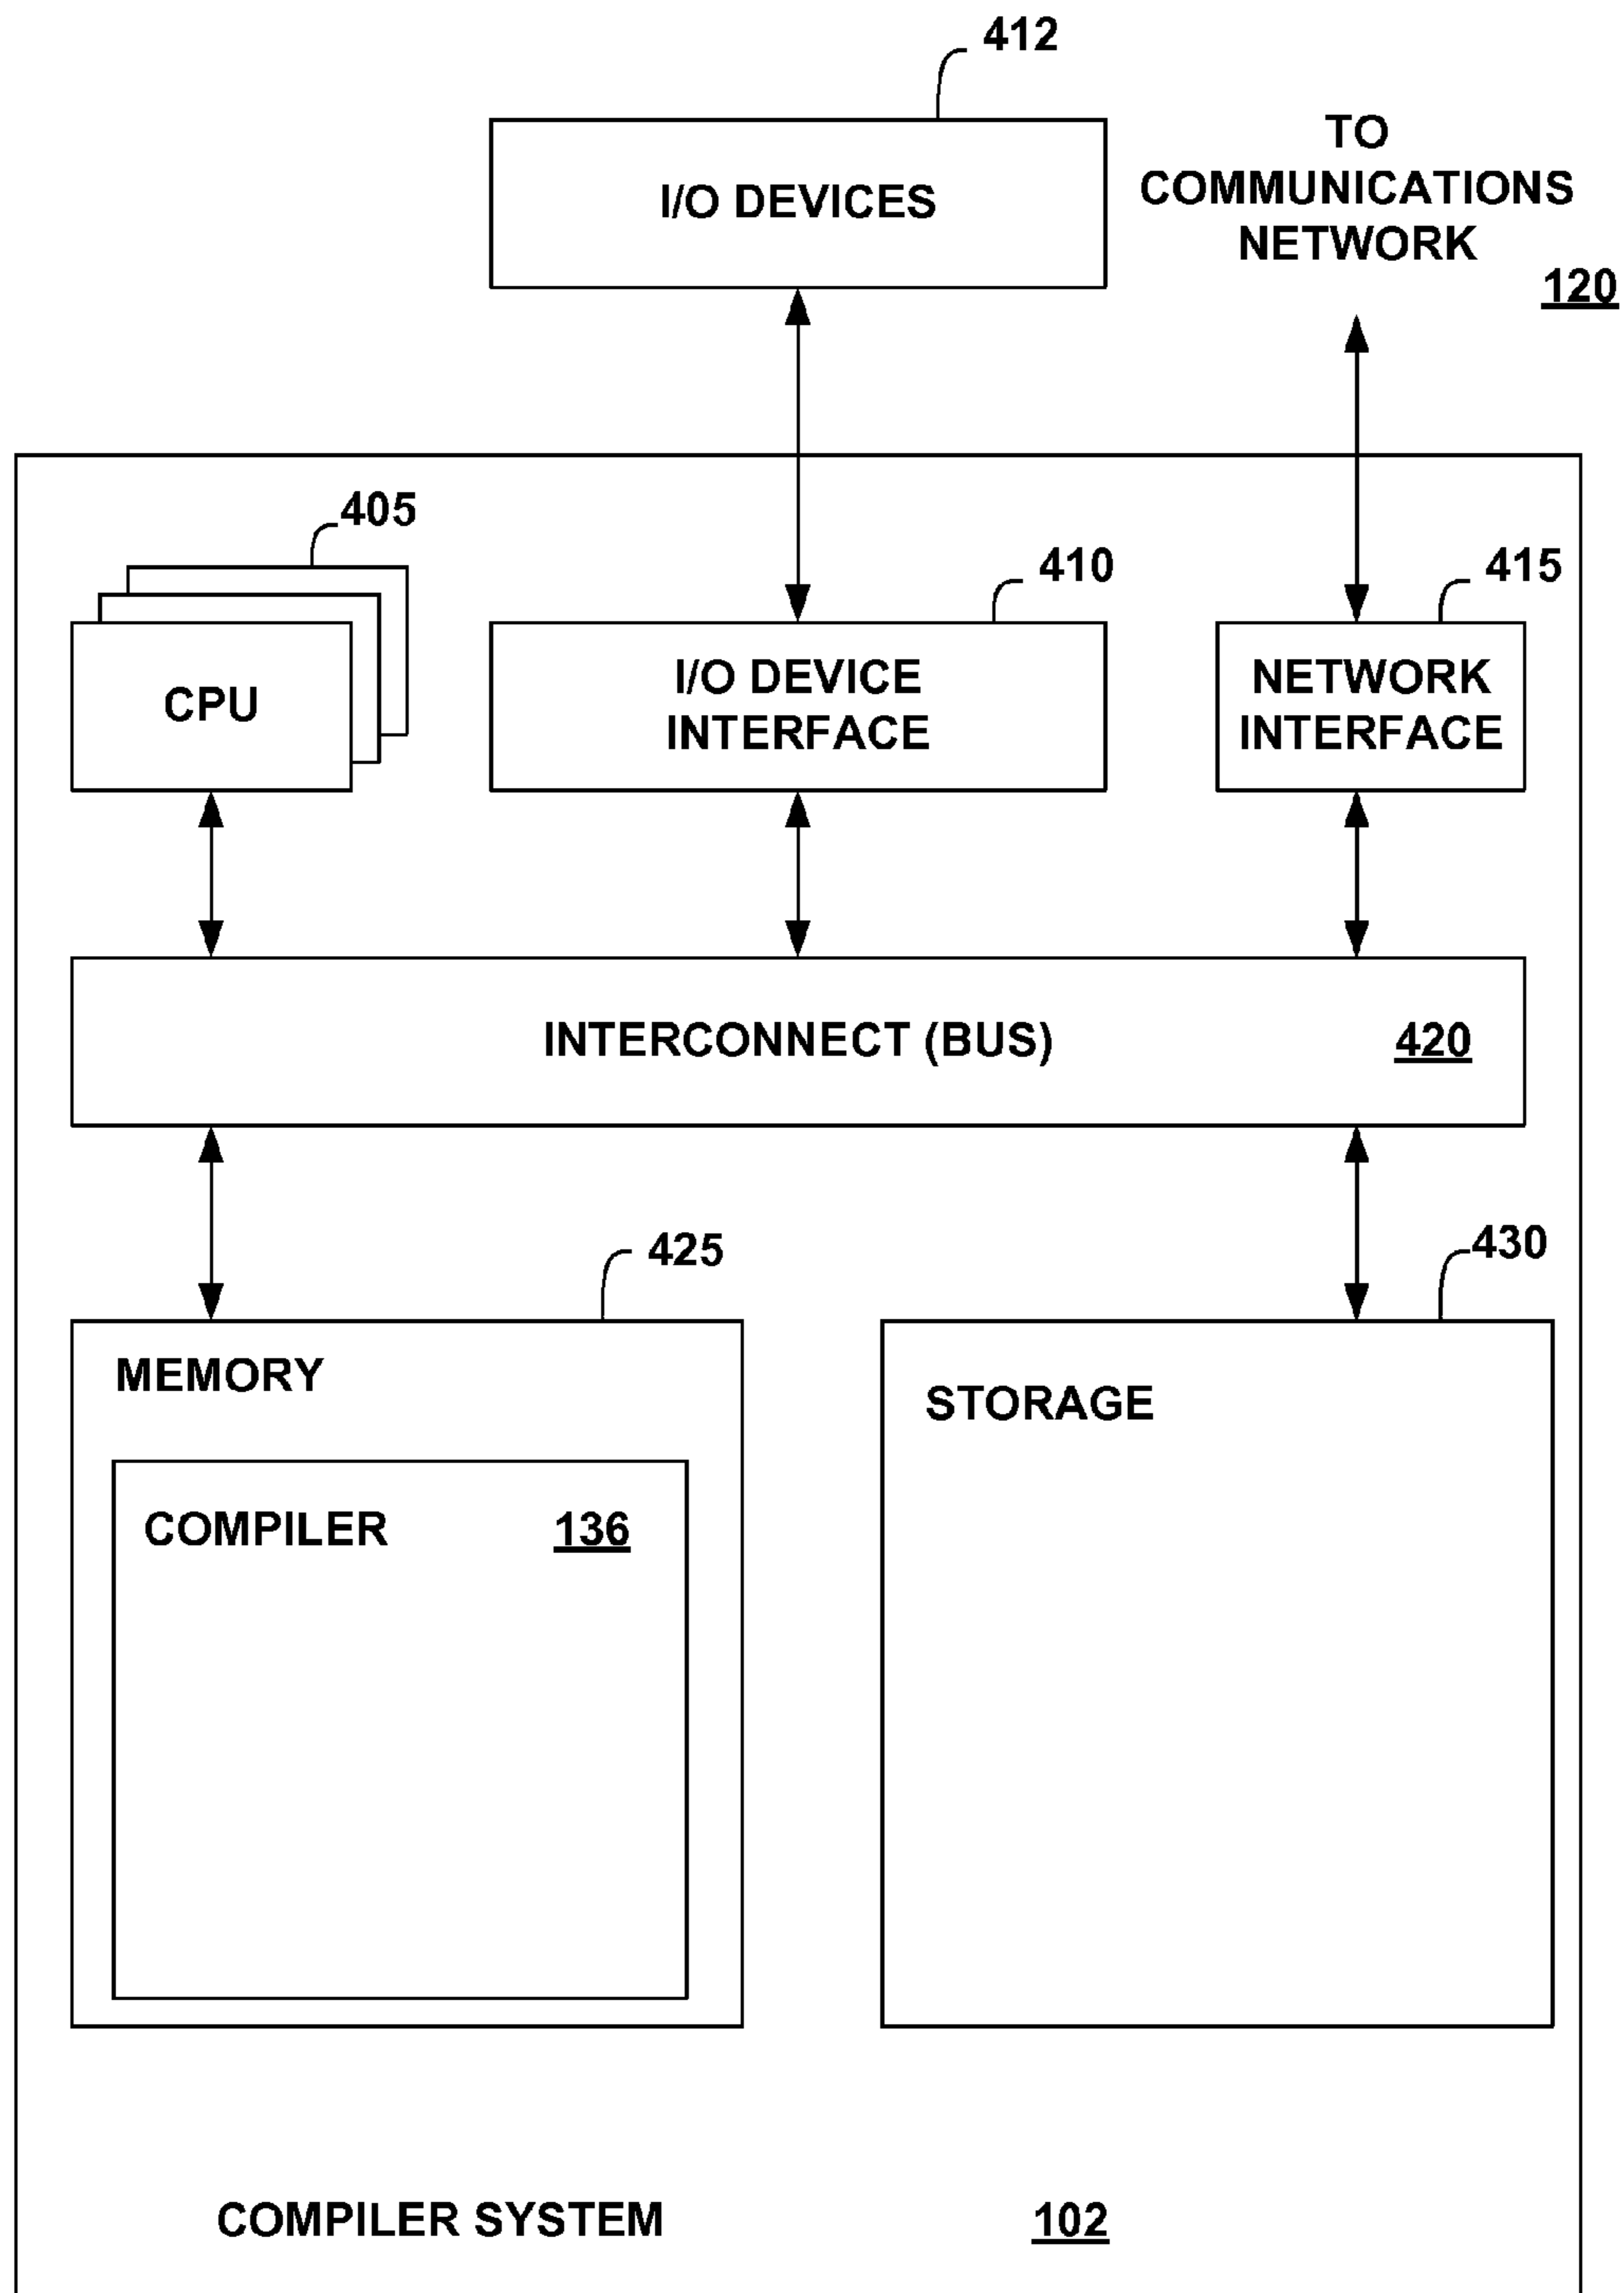 412
I/O DEVICES
TO
COMMUNICATIONS
NETWORK
120
405
CPU
410
I/O DEVICE
INTERFACE
415
NETWORK
INTERFACE
INTERCONNECT (BUS) 420
425
MEMORY
COMPILER 136
430
STORAGE
COMPILER SYSTEM 102